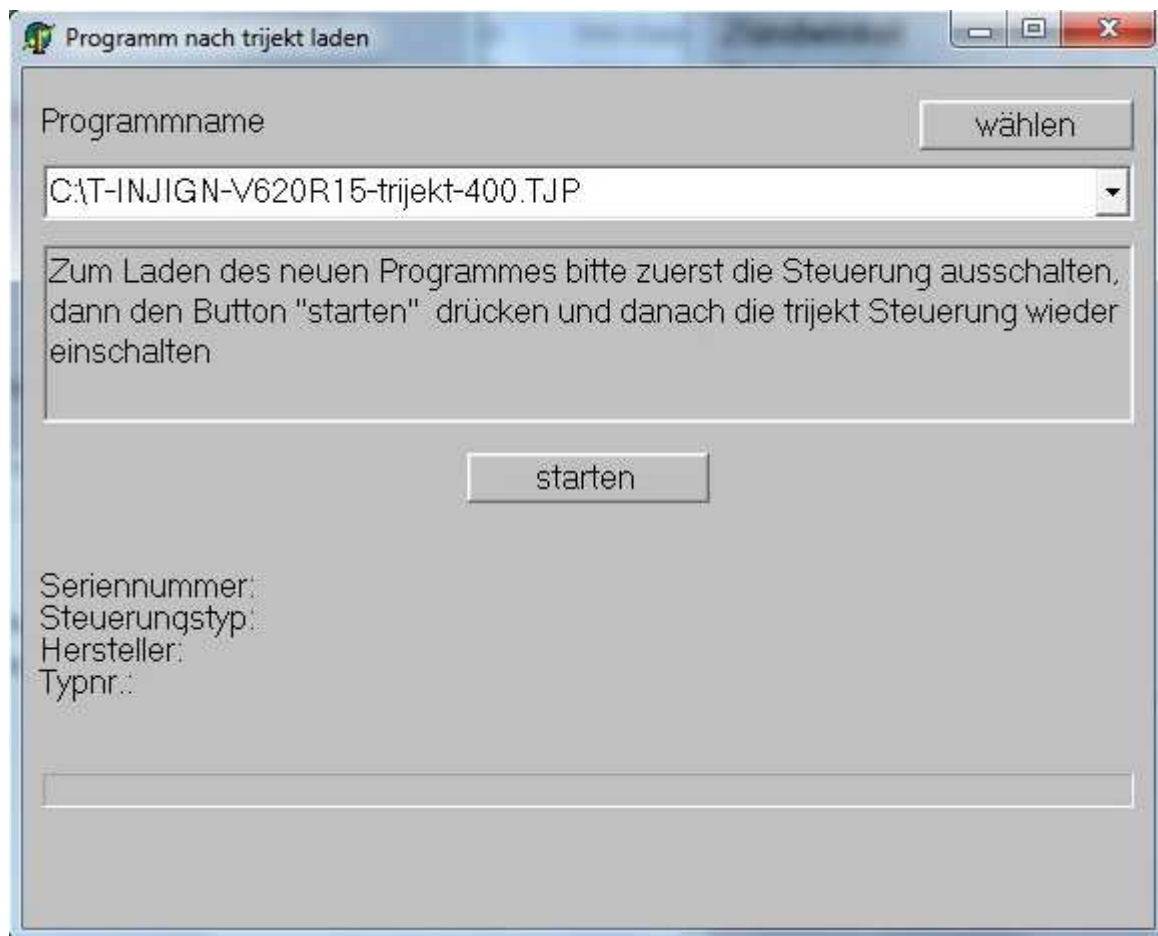 Programm nach trijekt laden
Programmname
wählen
C:\T-INJIGN-V620R15-trijekt-400.TJP
Zum Laden des neuen Programmes bitte zuerst die Steuerung ausschalten,
dann den Button "starten"  drücken und danach die trijekt Steuerung wieder
einschalten
starten
Seriennummer:
Steuerungstyp:
Hersteller:
Typnr.: